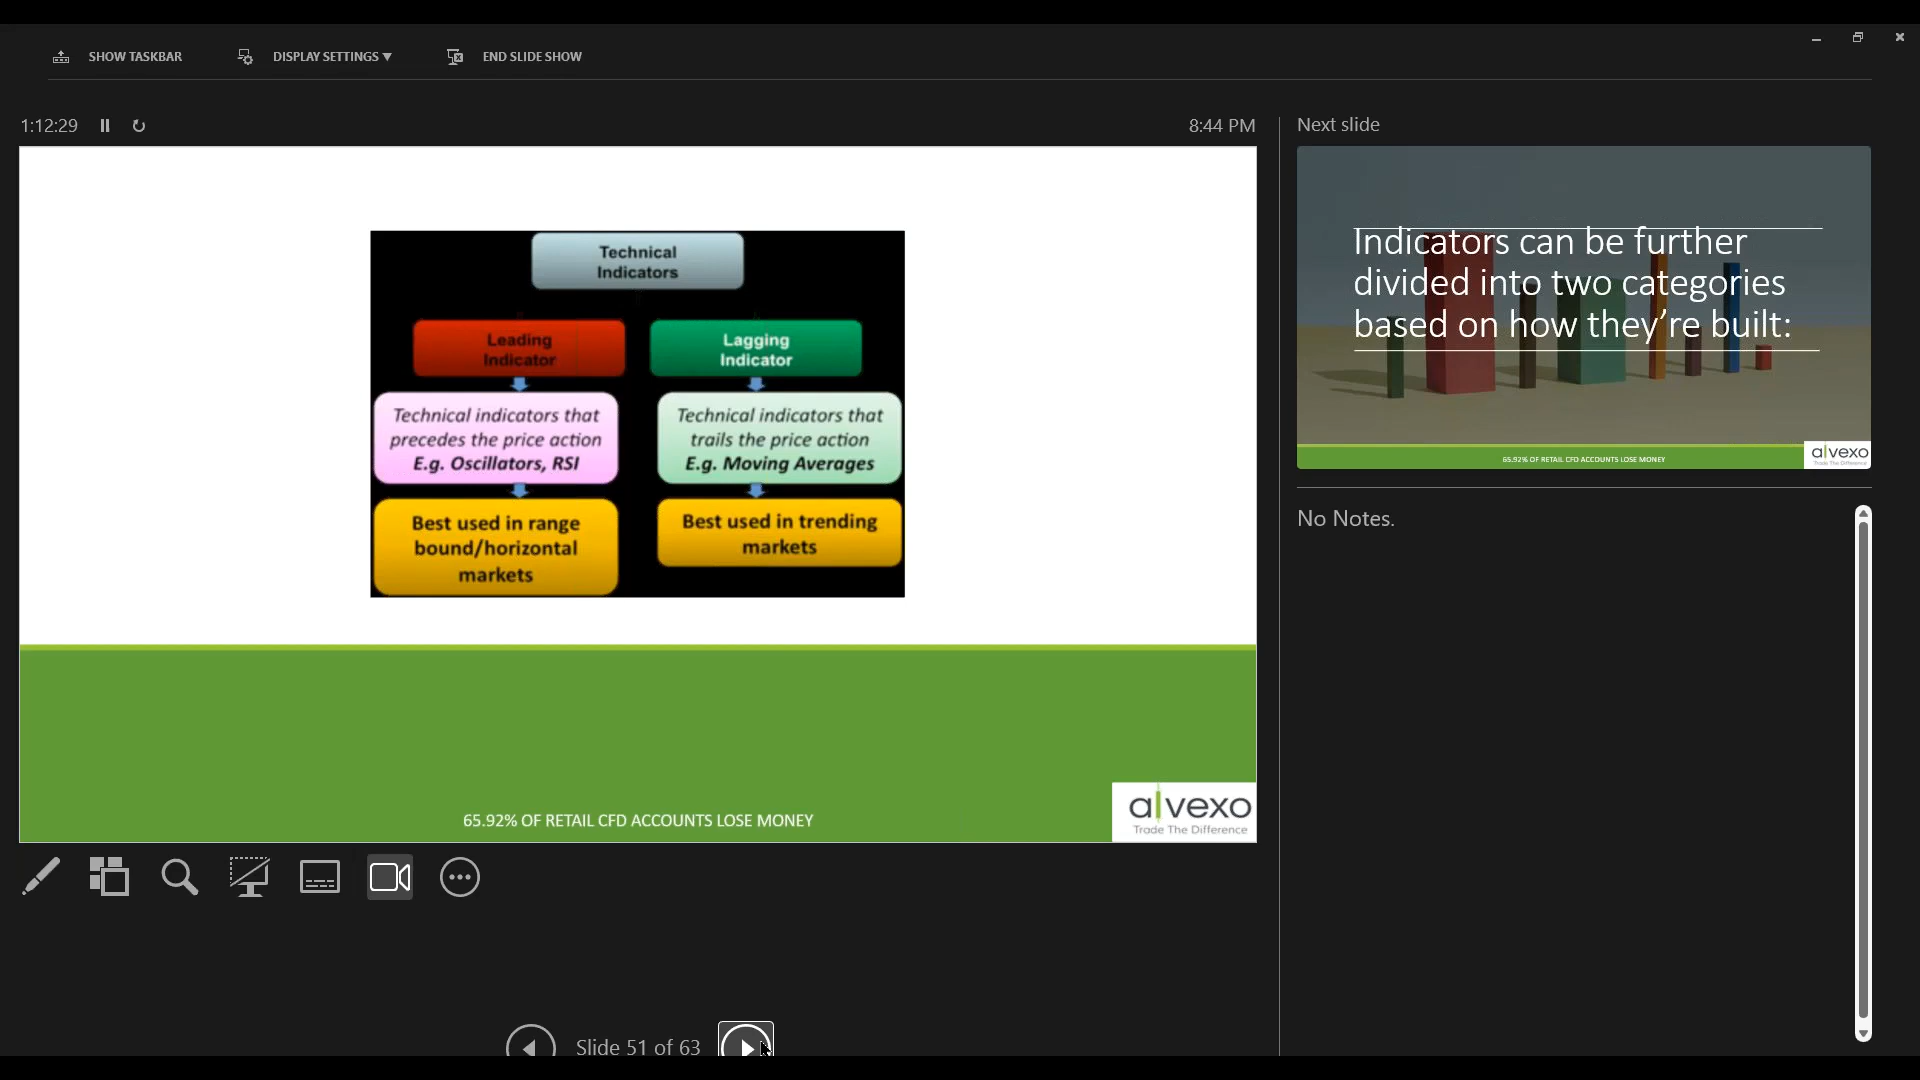 SHOW TASKBAR
DISPLAY SETTINGS
END SLIDE SHOW
1:12:29
8:44 PM
Next slide
Technical
Indicators
Leading
Indicator
Lagging
Indicator
Technical indicators that
precedes the price action
E.g. Oscillators, RSI
Technical indicators that
trails the price action
E.g. Moving Averages
Best used in range
bound/horizontal
markets
Best used in trending
markets
65.92% OF RETAIL CFD ACCOUNTS LOSE MONEY
alvexo
Trade The Difference
Indicators can be further
divided into two categories
based on how they’re built:
65.92% OF RETAIL CFD ACCOUNTS LOSE MONEY
alvexo
Trade The Difference
No Notes.
Slide 51 of 63